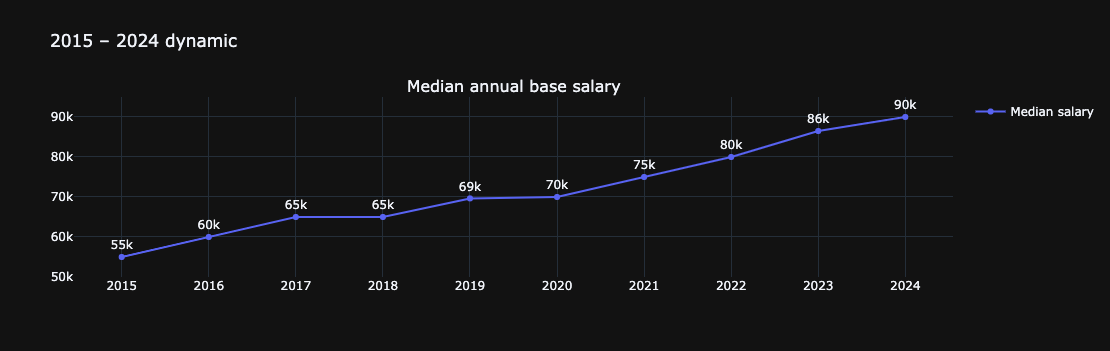 2015 – 2024 dynamic
Median annual base salary
Median salary
90k
80k
70k
60k
50k
55k
60k
65k
65k
69k
70k
75k
80k
86k
90k
2015 2016 2017 2018 2019 2020 2021 2022 2023 2024